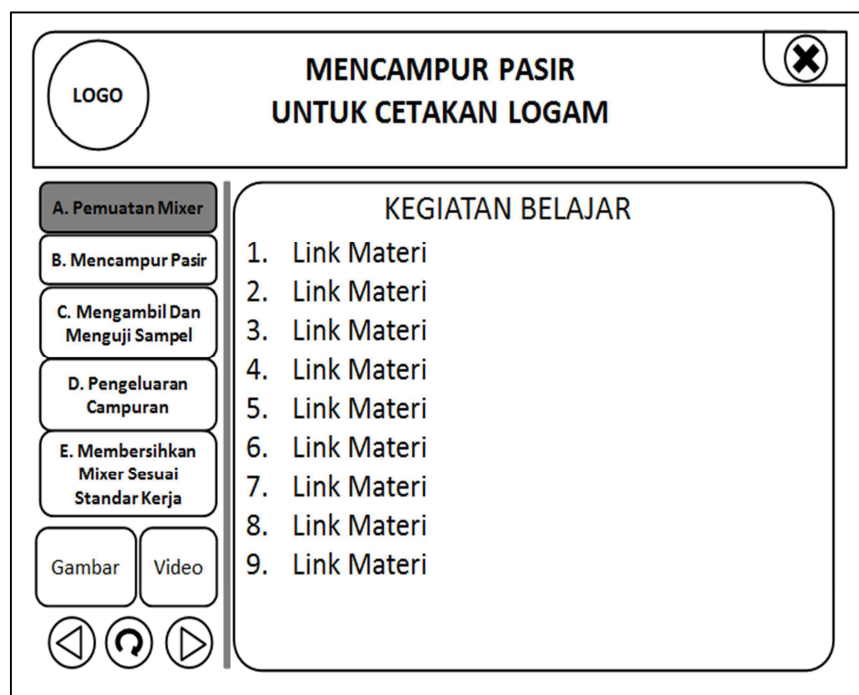 LOGO
MENCAMPUR PASIR
UNTUK CETAKAN LOGAM
A. Pemuatan Mixer
B. Mencampur Pasir
C. Mengambil Dan
Menguji Sampel
D. Pengeluaran
Campuran
E. Membersihkan
Mixer Sesuai
Standar Kerja
Gambar
Video
KEGIATAN BELAJAR
1. Link Materi
2. Link Materi
3. Link Materi
4. Link Materi
5. Link Materi
6. Link Materi
7. Link Materi
8. Link Materi
9. Link Materi